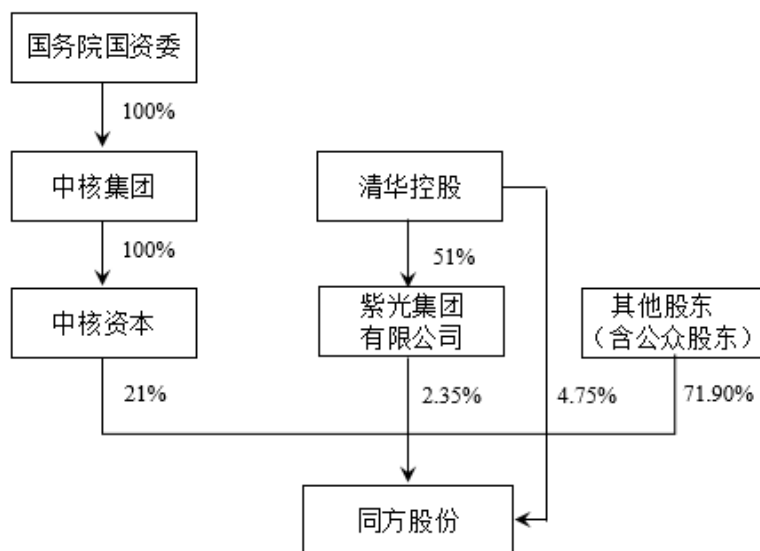 国务院国资委
100%
中核集团
清华控股
100%
51%
中核资本
紫光集团
有限公司
其他股东
（含公众股东）
21%
2.35%
4.75%
71.90%
同方股份